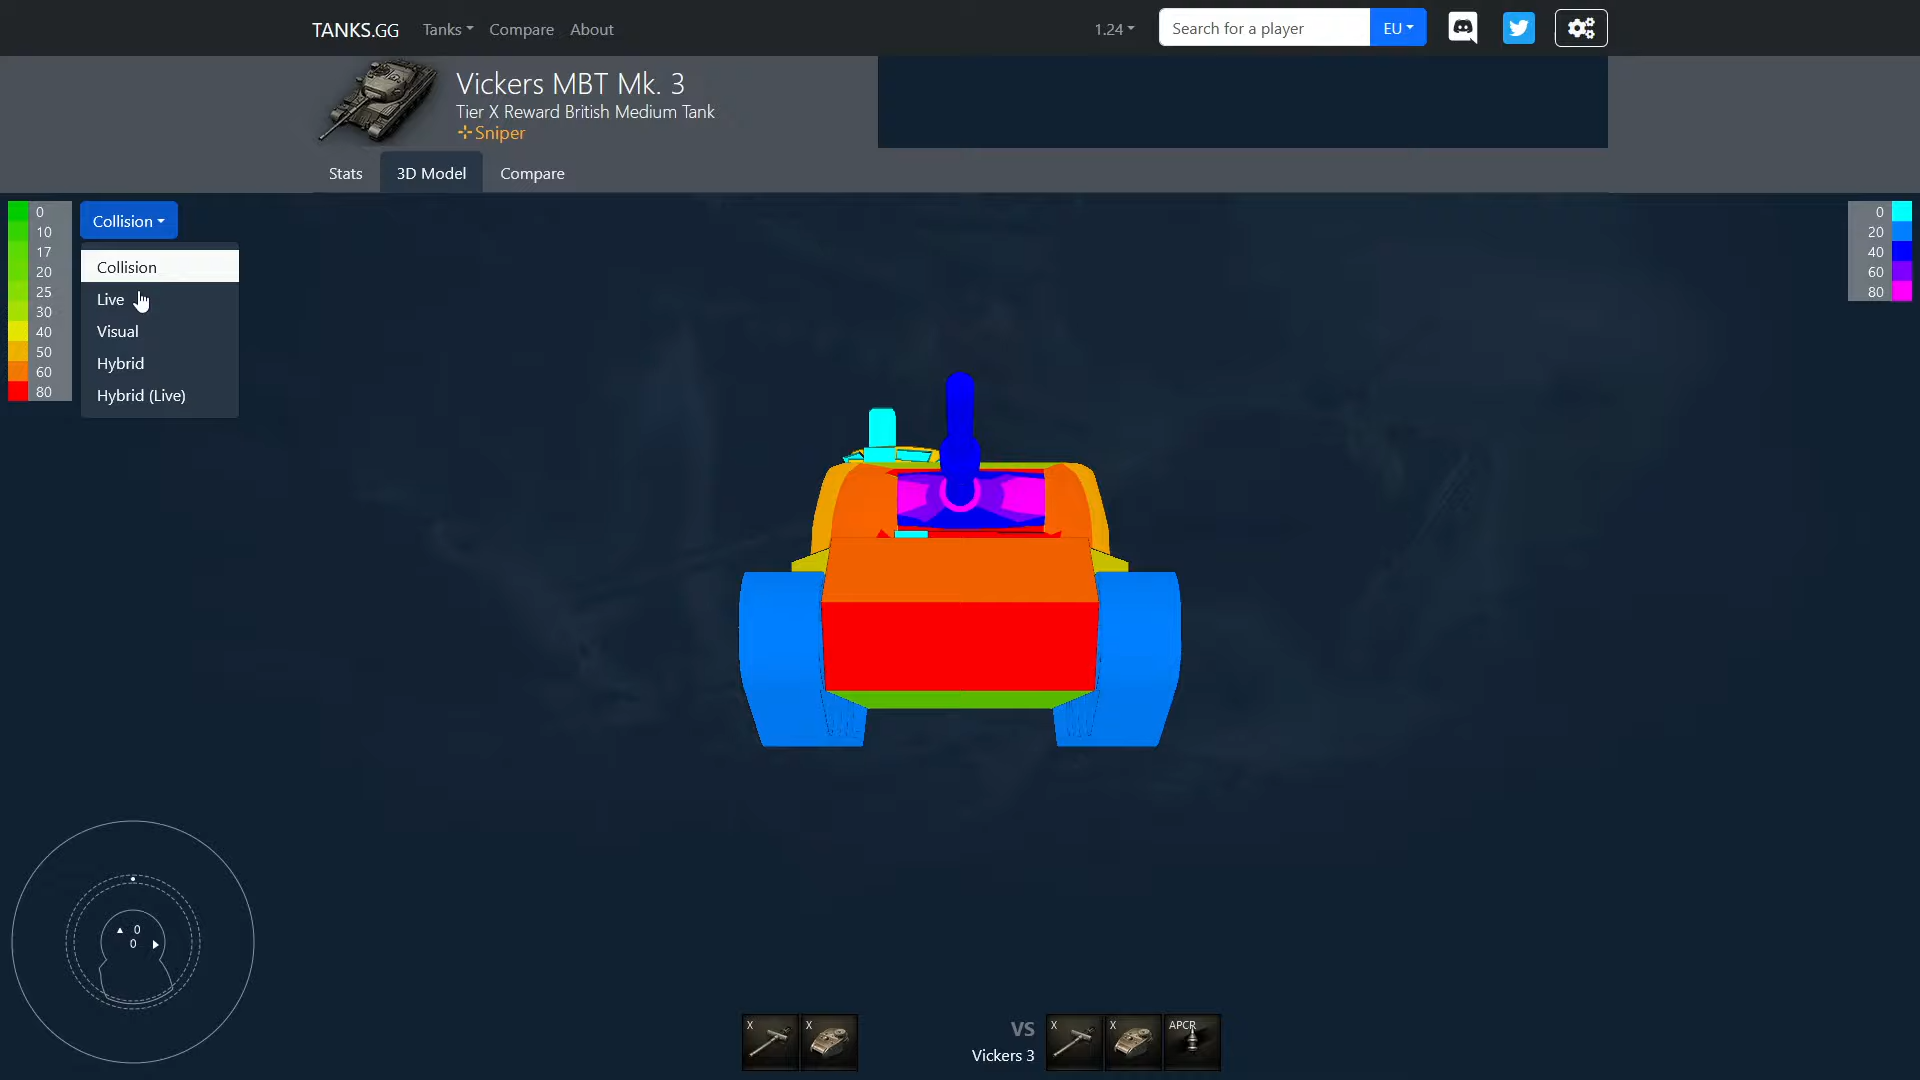 TANKS.GG Tanks Compare About 1.24 Search for a player EU
Vickers MBT Mk. 3
Tier X Reward British Medium Tank
Sniper
Stats 3D Model Compare
0
10
17
20
25
30
40
50
60
80
Collision
Collision
Live
Visual
Hybrid
Hybrid (Live)
0
20
40
60
80
0
0
X X VS X X APCR
Vickers 3